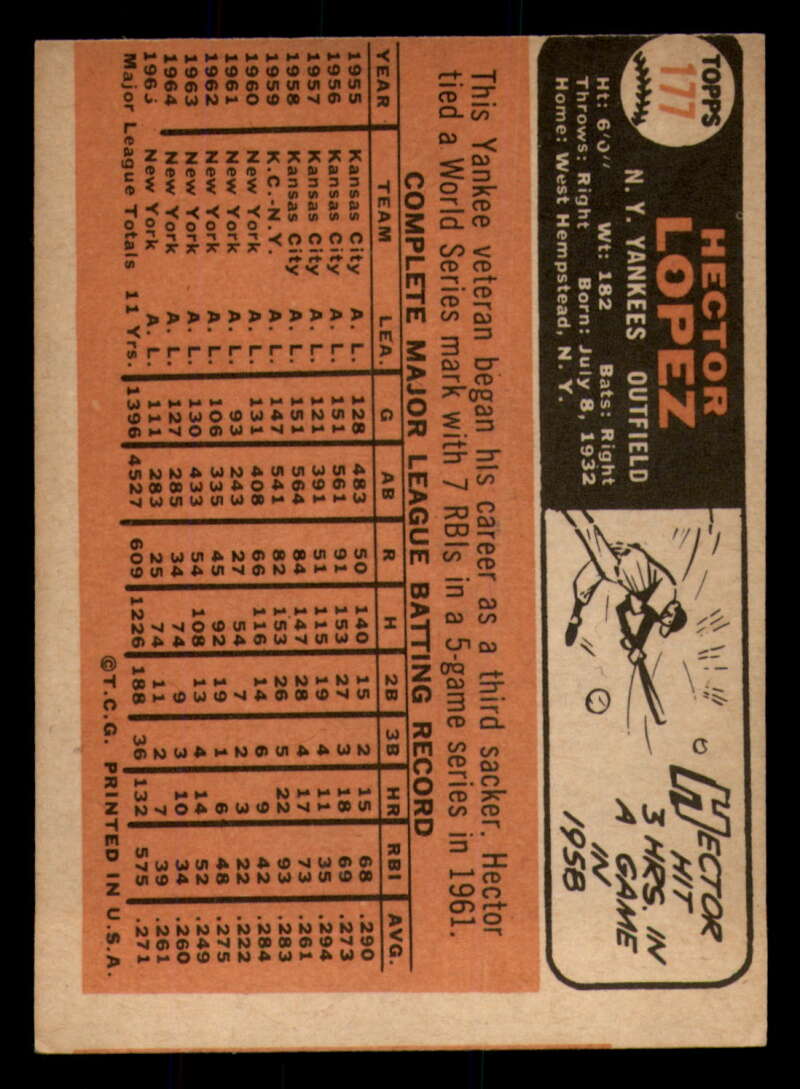 TOPPS
177
HECTOR
LOPEZ
N. Y. YANKEES OUTFIELD
Ht: 6'0" Wt: 182 Bats: Right
Throws: Right Born: July 8, 1932
Home: West Hempstead, N. Y.
HECTOR
HIT
3 HRS. IN
A GAME
IN
1958
This Yankee veteran began his career as a third sacker. Hector
tied a World Series mark with 7 RBIs in a 5-game series in 1961.
COMPLETE MAJOR LEAGUE BATTING RECORD
YEAR TEAM LEA. G AB R H 2B 3B HR RBI AVG.
1955 Kansas City A. L. 128 483 50 140 15 2 15 68 .290
1956 Kansas City A. L. 151 561 91 153 27 3 18 69 .273
1957 Kansas City A. L. 121 391 51 115 19 4 11 35 .294
1958 Kansas City A. L. 151 564 84 147 28 4 17 73 .261
1959 K.C.-N.Y. A. L. 147 541 82 153 26 5 22 93 .283
1960 New York A. L. 131 408 66 116 14 6 9 42 .284
1961 New York A. L. 93 243 27 54 7 2 3 22 .222
1962 New York A. L. 106 335 45 92 19 1 6 48 .275
1963 New York A. L. 130 433 54 108 13 4 14 52 .249
1964 New York A. L. 127 285 34 74 9 3 10 34 .260
1965 New York A. L. 111 283 25 74 11 2 7 39 .261
Major League Totals 11 Yrs. 1396 4527 609 1226 188 36 132 575 .271
©T.C.G. PRINTED IN U.S.A.